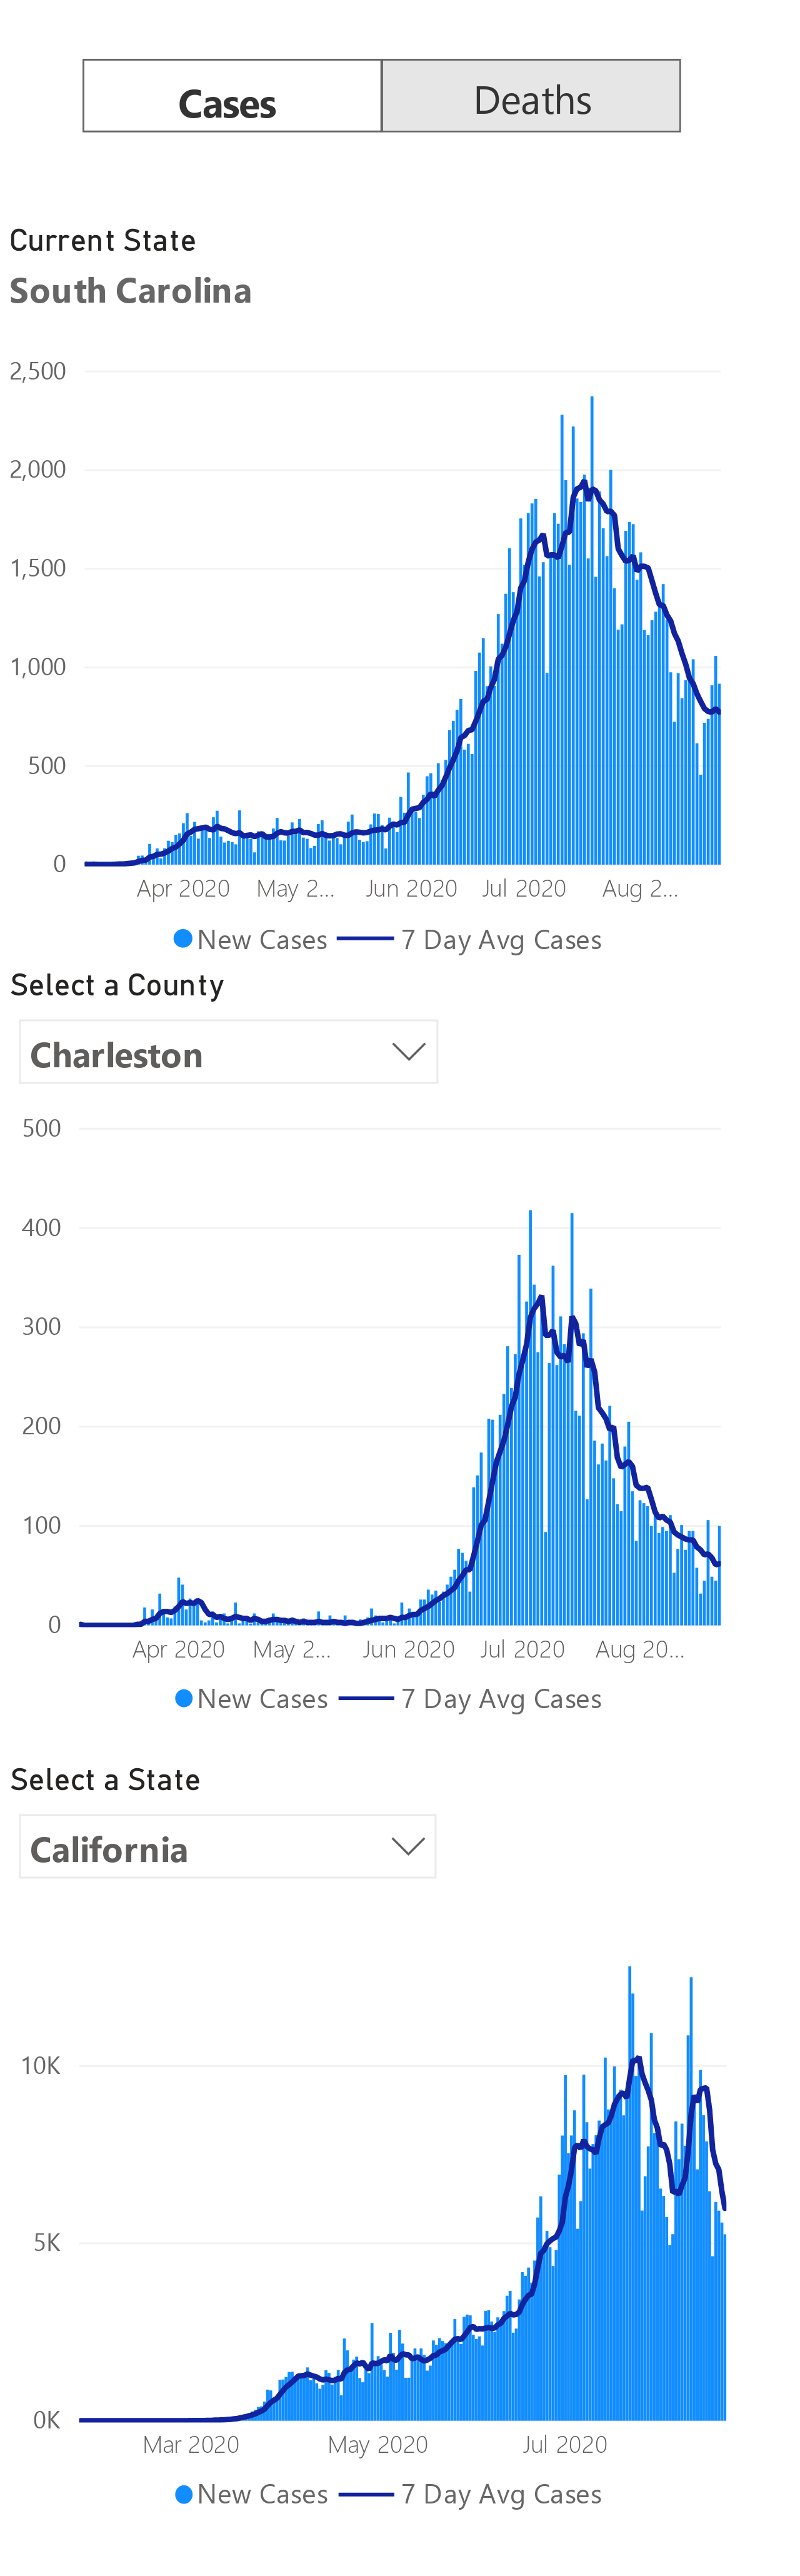 Cases Deaths
Current State
South Carolina
2,500
2,000
1,500
1,000
500
0
Apr 2020 May 2... Jun 2020 Jul 2020 Aug 2...
New Cases 7 Day Avg Cases
Select a County
Charleston
500
400
300
200
100
0
Apr 2020 May 2... Jun 2020 Jul 2020 Aug 20...
New Cases 7 Day Avg Cases
Select a State
California
10K
5K
0K
Mar 2020 May 2020 Jul 2020
New Cases 7 Day Avg Cases